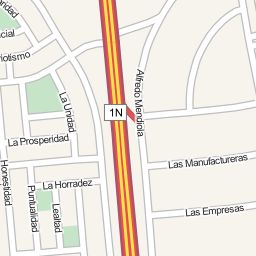 Alfredo Mendiola
1N
La Unidad
La Prosperidad
Las Manufactureras
La Horradez
Honestidad
Puntualidad
Lealtad
Las Empresas